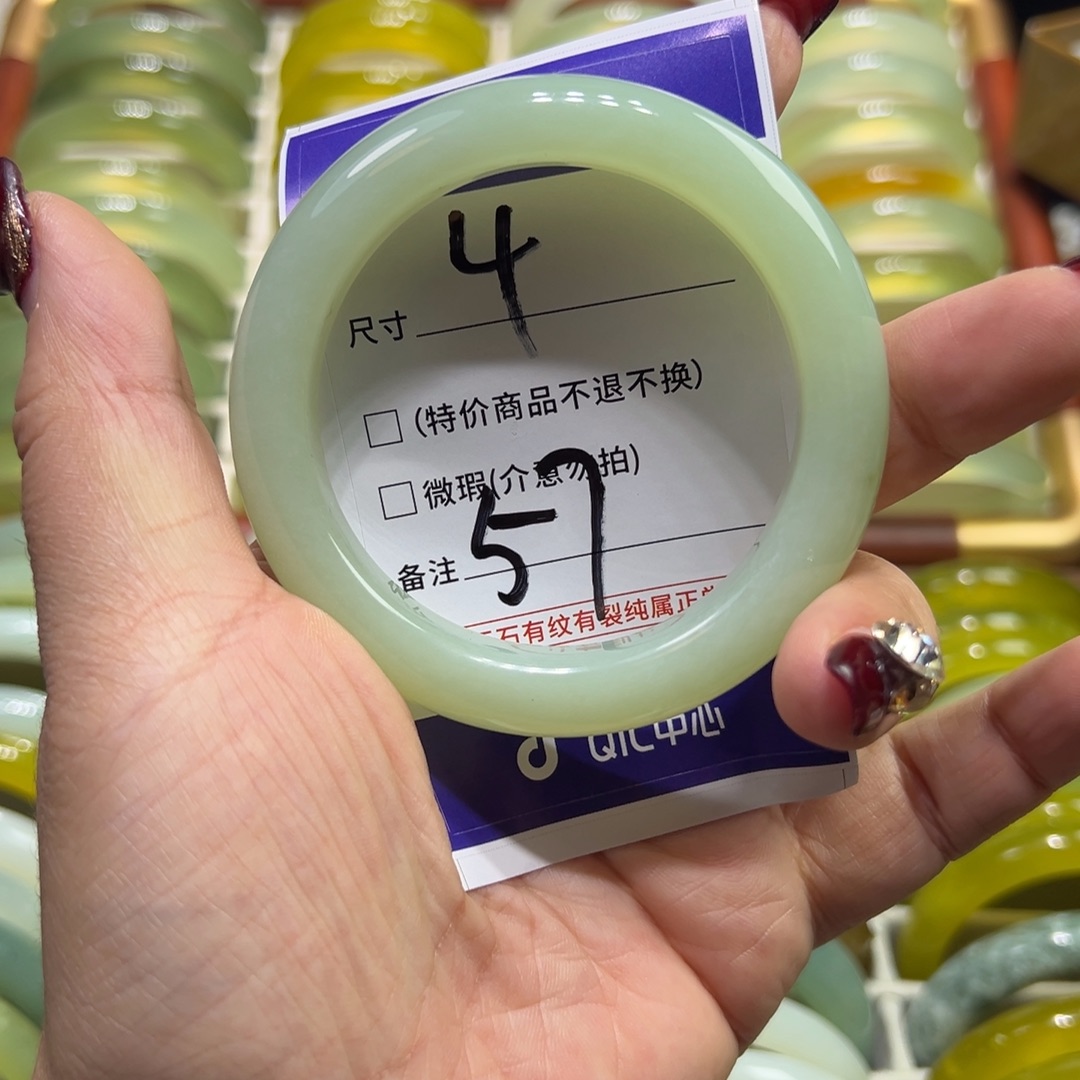 4
尺寸
□(特价商品不退不换)
□微瑕(介意勿拍)
57
备注
石有纹有裂纯属正
QIC中心